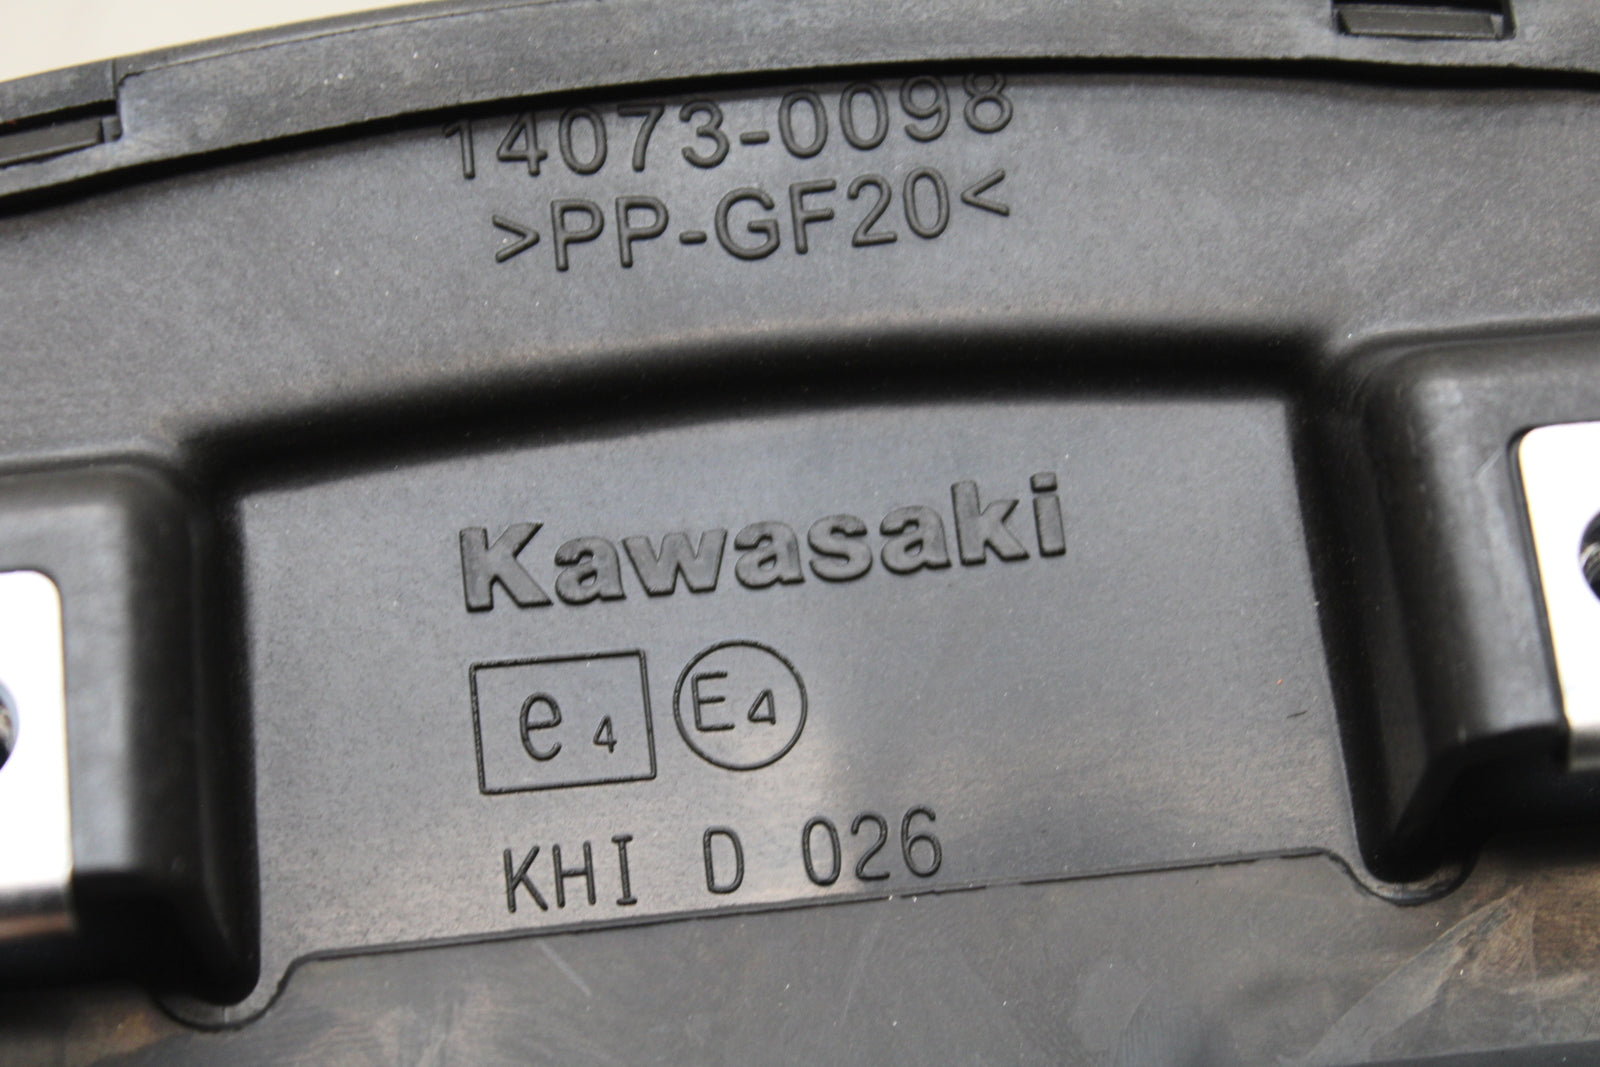 14073-0098
>PP-GF20<
Kawasaki
e4 E4
KHI D 026